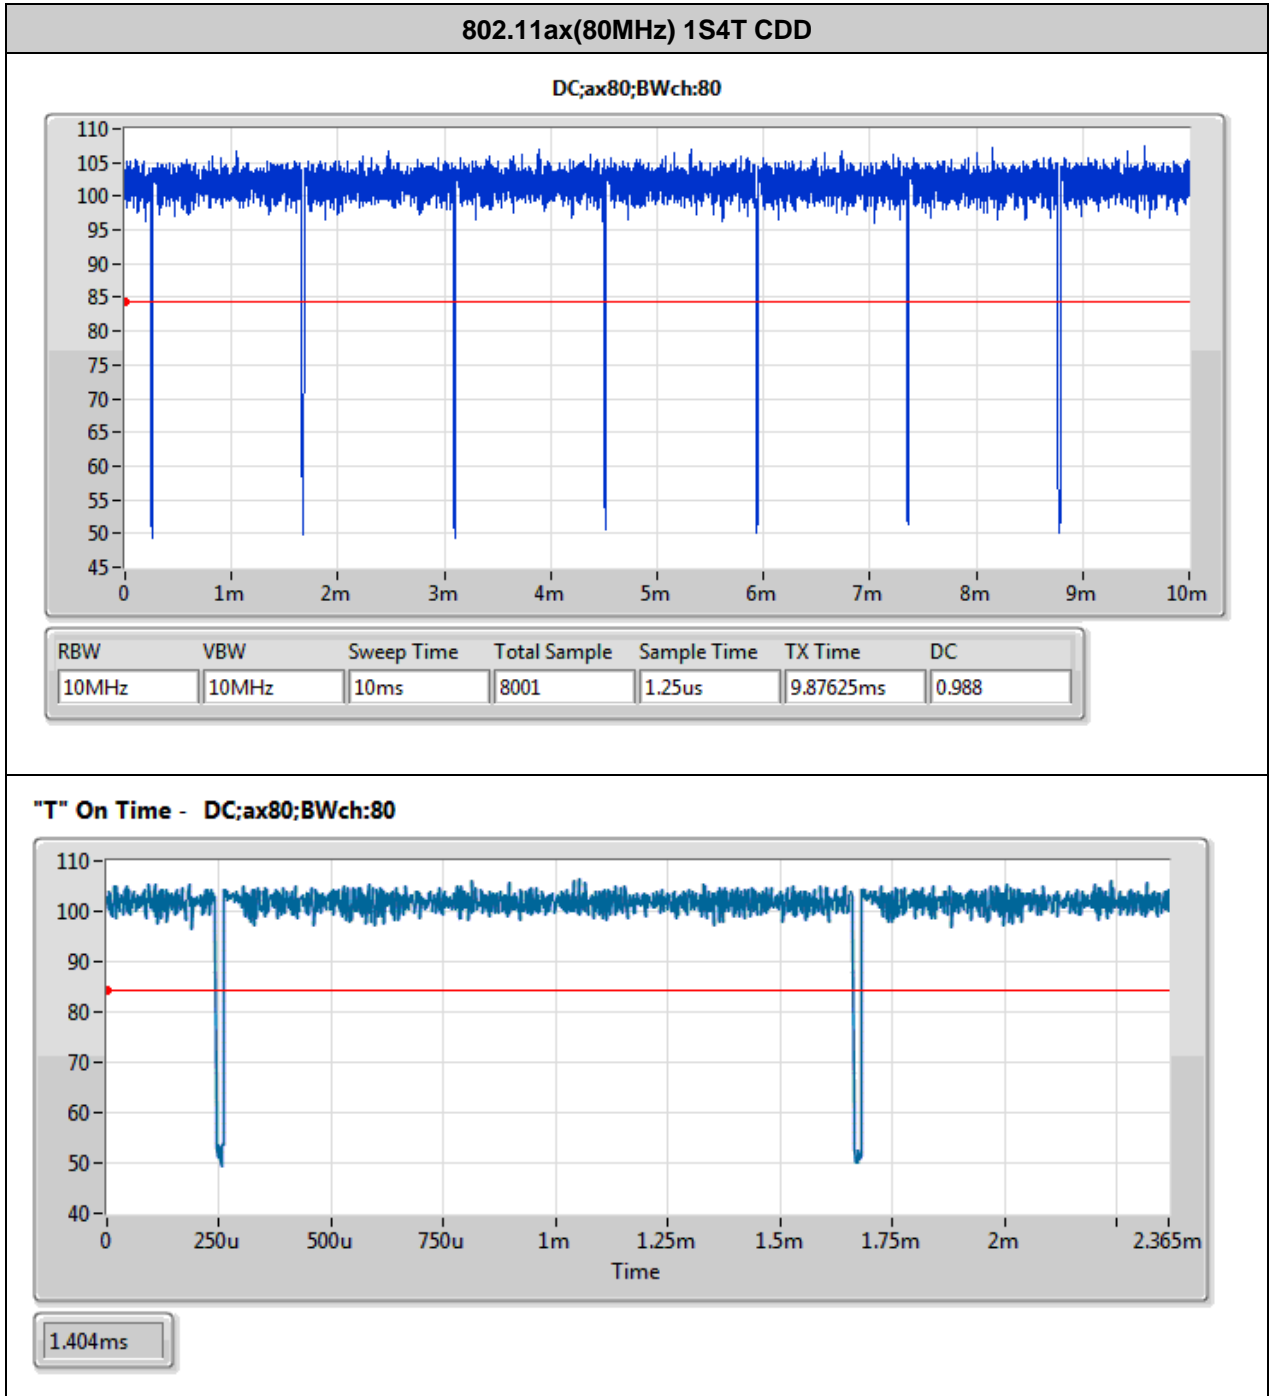 802.11ax(80MHz) 1S4T CDD
DC;ax80;BWch:80
110
105
100
95
90
85
80
75
70
65
60
55
50
45
0 1m 2m 3m 4m 5m 6m 7m 8m 9m 10m
RBW VBW Sweep Time Total Sample Sample Time TX Time DC
10MHz 10MHz 10ms 8001 1.25us 9.87625ms 0.988
"T" On Time - DC;ax80;BWch:80
110
100
90
80
70
60
50
40
0 250u 500u 750u 1m 1.25m 1.5m 1.75m 2m 2.365m
Time
1.404ms